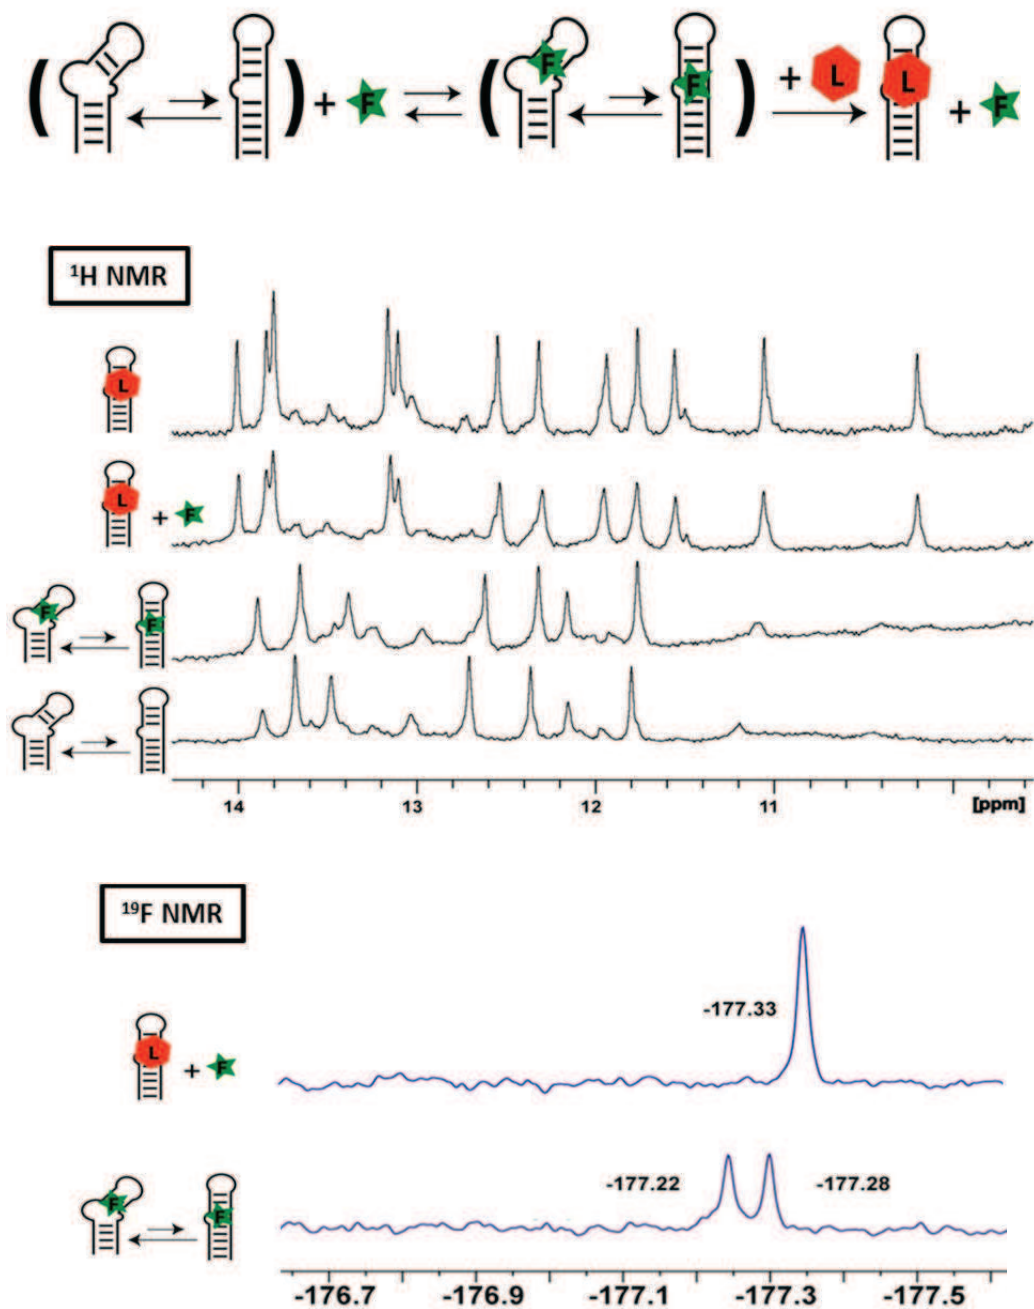 ( ) + F ( F F ) + L L + F
¹H NMR
L
L + F
F F
14 13 12 11 [ppm]
¹⁹F NMR
-177.33
L + F
-177.22 -177.28
F F
-176.7 -176.9 -177.1 -177.3 -177.5